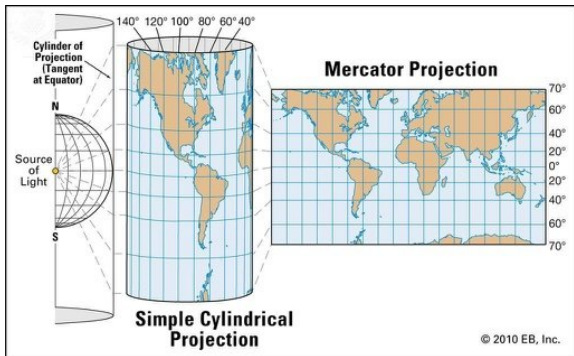 140° 120° 100° 80° 60° 40°
Cylinder of
Projection
(Tangent
at Equator)
N
Source
of
Light
S
Simple Cylindrical
Projection
Mercator Projection
70°
60°
40°
20°
0°
20°
40°
60°
70°
© 2010 EB, Inc.